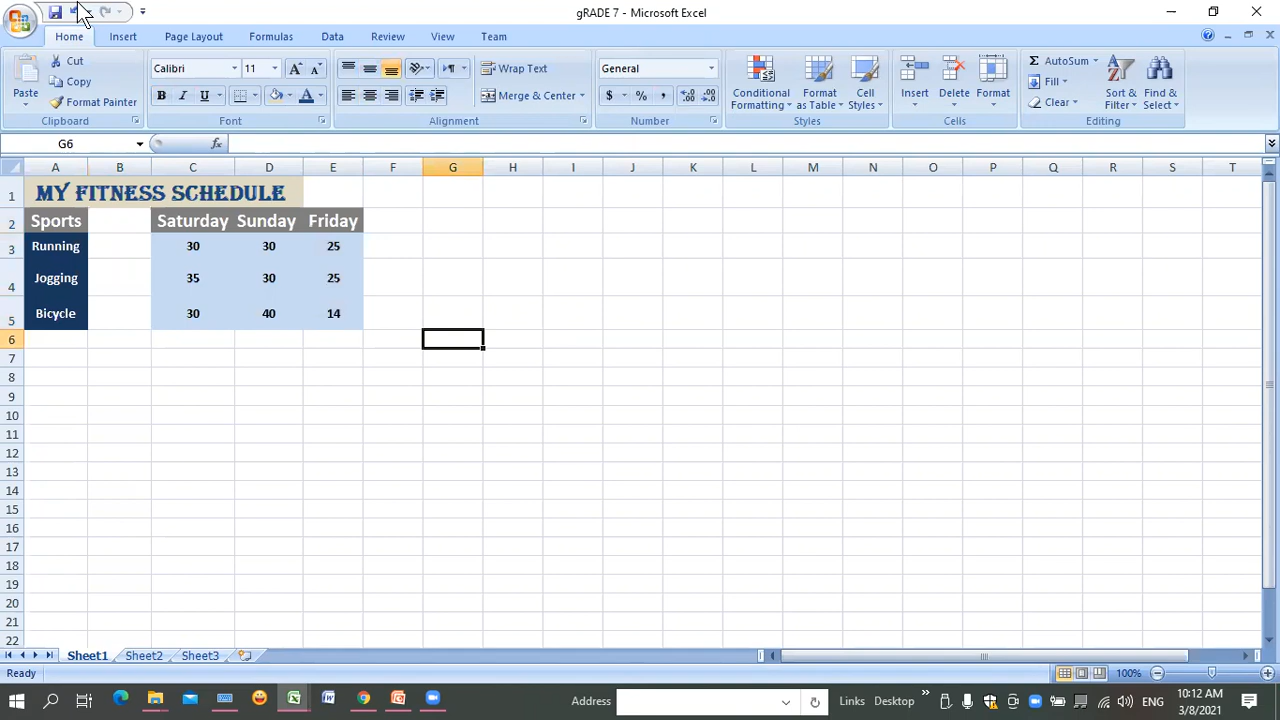 gRADE 7 - Microsoft Excel
Home Insert Page Layout Formulas Data Review View Team
Paste Cut Copy Format Painter Clipboard
Calibri 11 B I U A Font
Wrap Text Merge & Center Alignment
General $ % , Number
Conditional Formatting Format as Table Cell Styles Styles
Insert Delete Format Cells
AutoSum Fill Clear Sort & Filter Find & Select Editing
G6 fx
A B C D E F G H I J K L M N O P Q R S T
1 MY FITNESS SCHEDULE
2 Sports Saturday Sunday Friday
3 Running 30 30 25
4 Jogging 35 30 25
5 Bicycle 30 40 14
6
7
8
9
10
11
12
13
14
15
16
17
18
19
20
21
22
Sheet1 Sheet2 Sheet3
Ready 100%
Address Links Desktop ENG 10:12 AM
3/8/2021